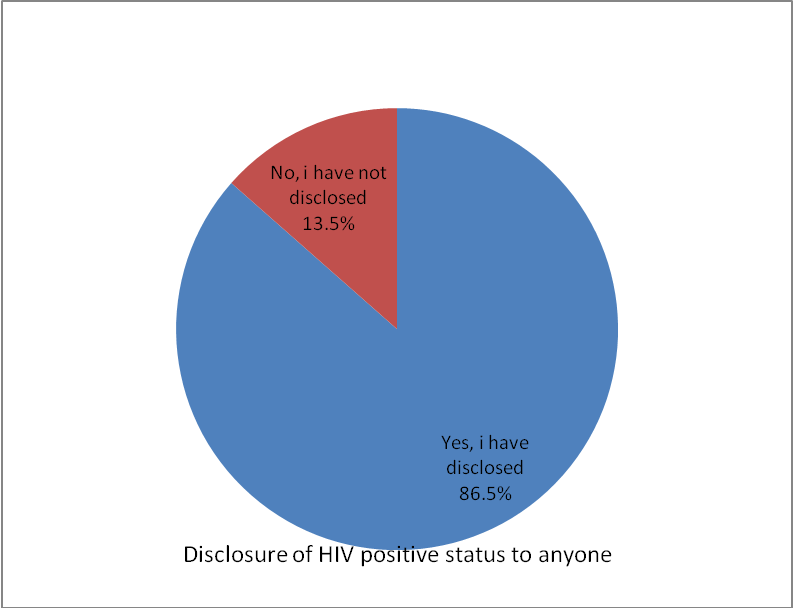 No, i have not
disclosed
13.5%
Yes, i have
disclosed
86.5%
Disclosure of HIV positive status to anyone